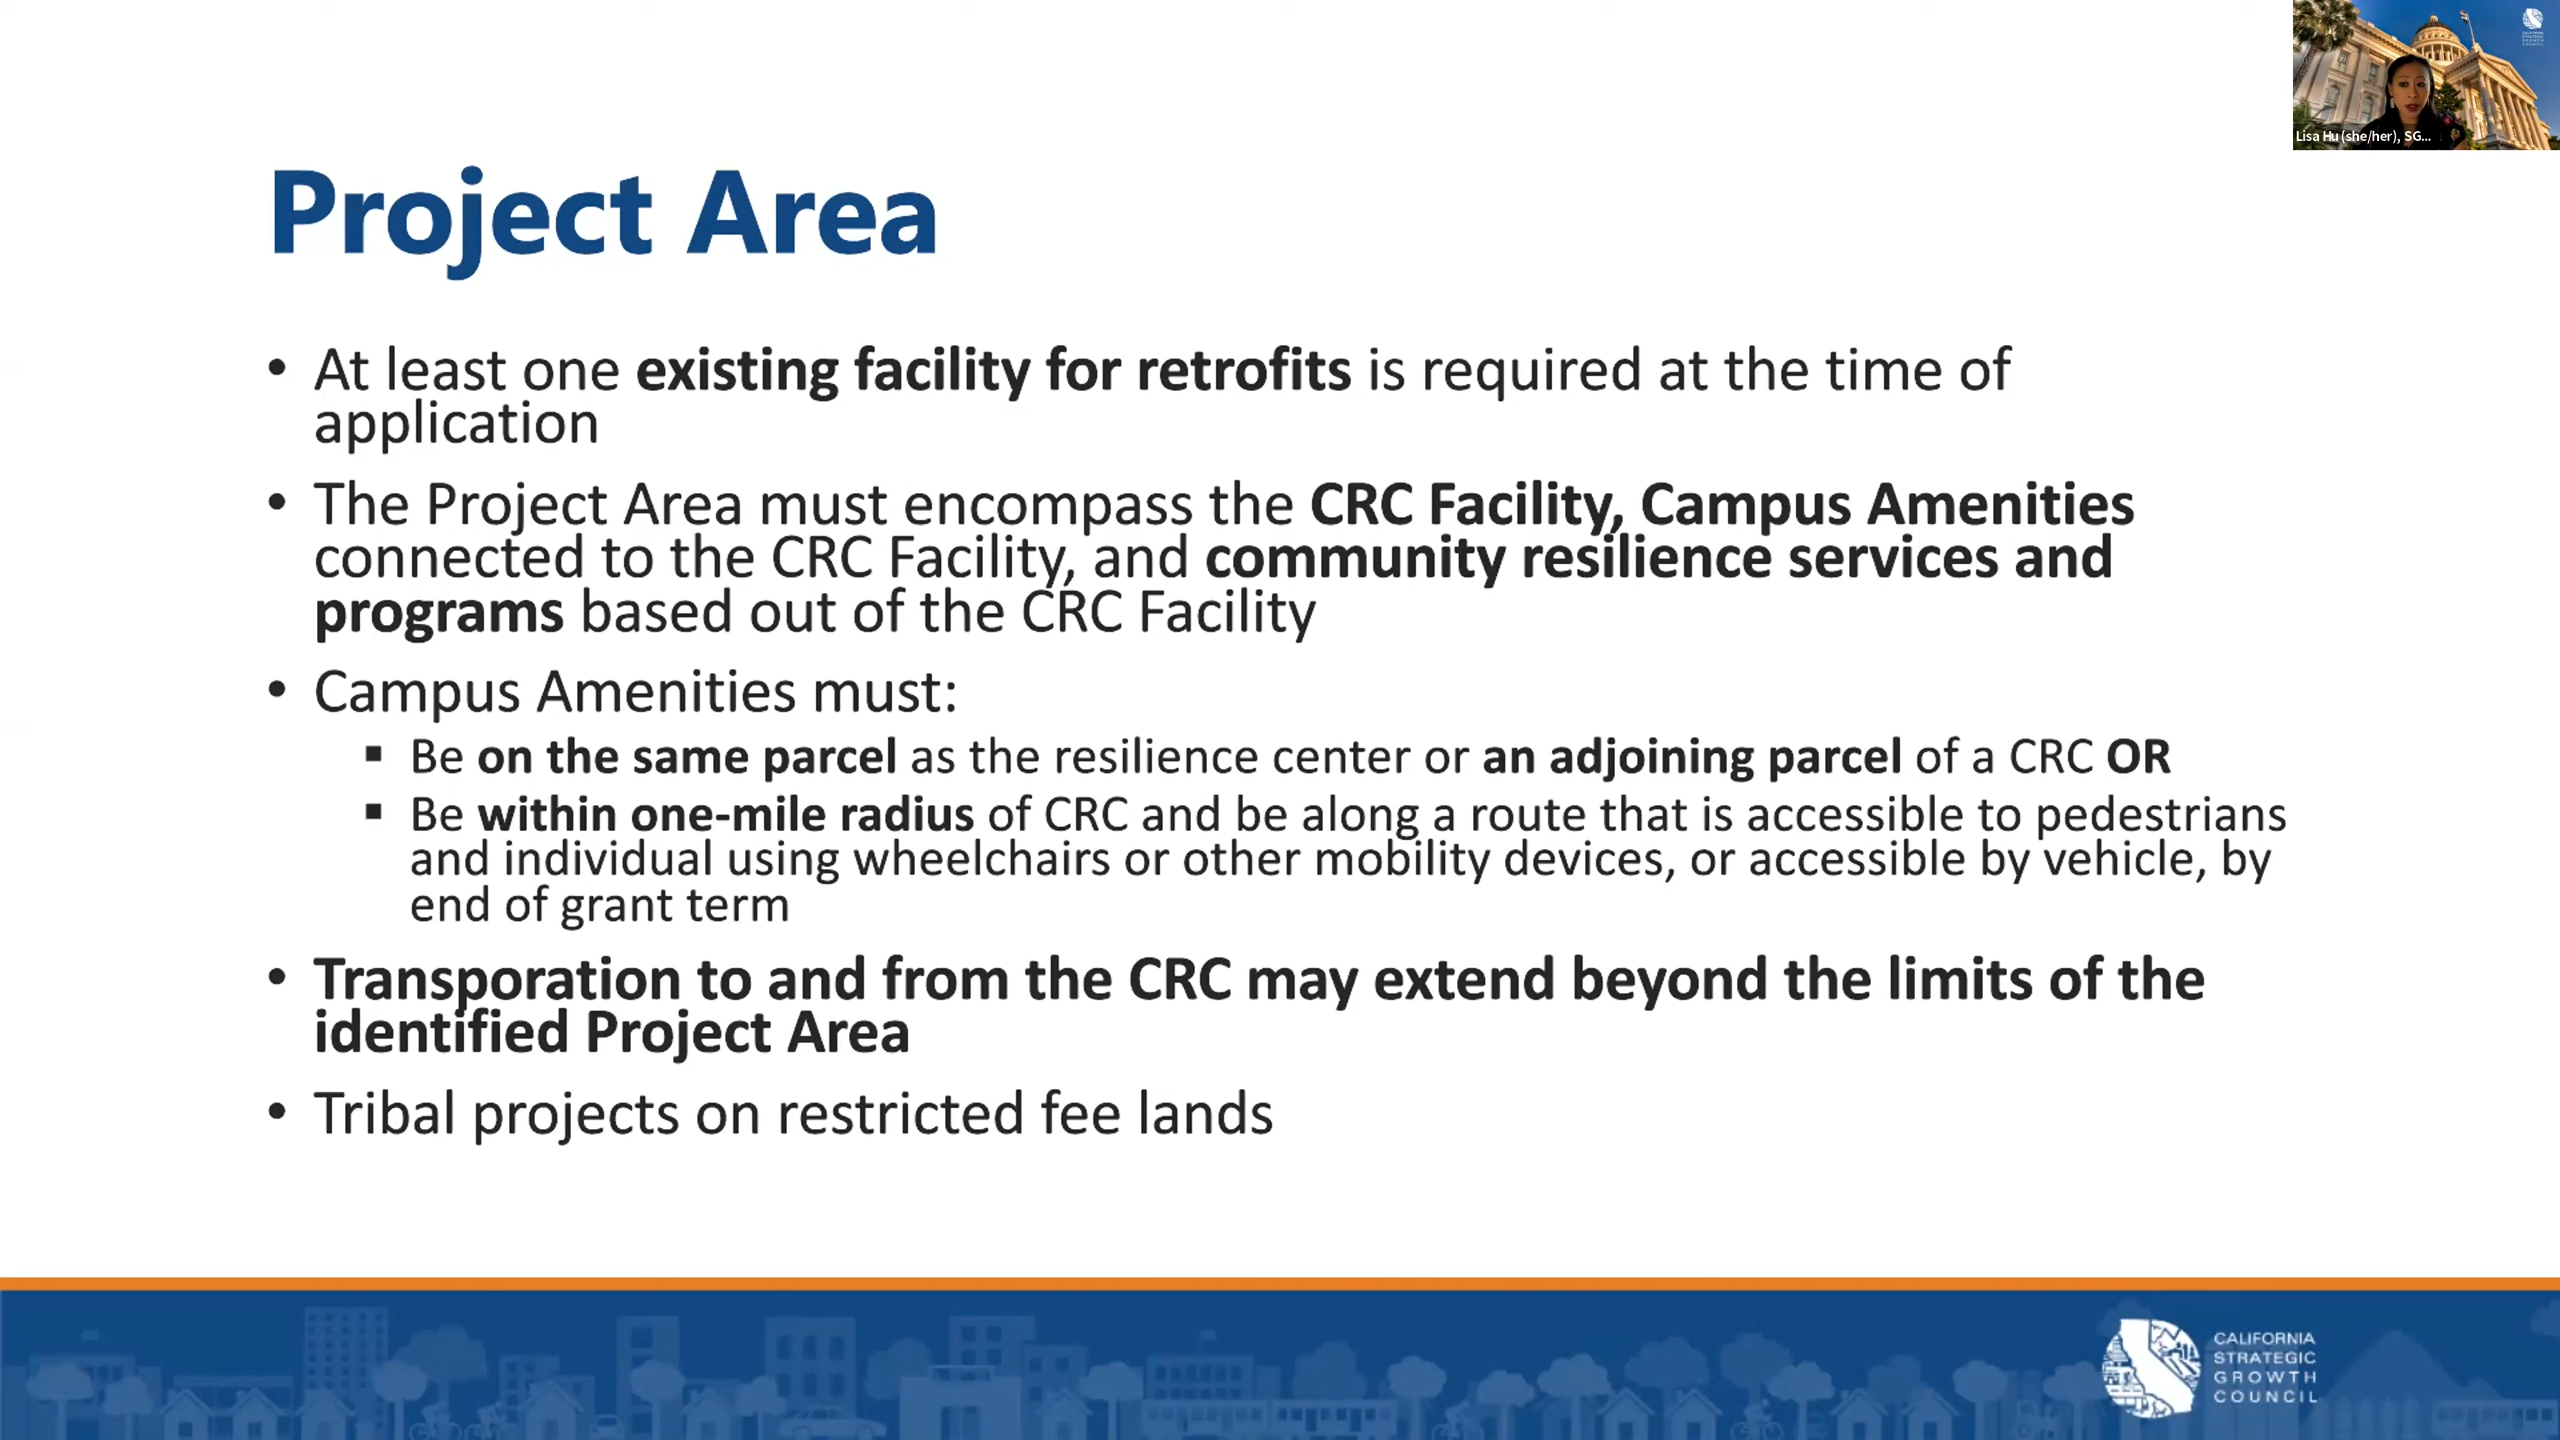 Lisa Hu (she/her), SG...
Project Area
• At least one existing facility for retrofits is required at the time of
application
• The Project Area must encompass the CRC Facility, Campus Amenities
connected to the CRC Facility, and community resilience services and
programs based out of the CRC Facility
• Campus Amenities must:
▪ Be on the same parcel as the resilience center or an adjoining parcel of a CRC OR
▪ Be within one-mile radius of CRC and be along a route that is accessible to pedestrians
and individual using wheelchairs or other mobility devices, or accessible by vehicle, by
end of grant term
• Transporation to and from the CRC may extend beyond the limits of the
identified Project Area
• Tribal projects on restricted fee lands
CALIFORNIA
STRATEGIC
GROWTH
COUNCIL